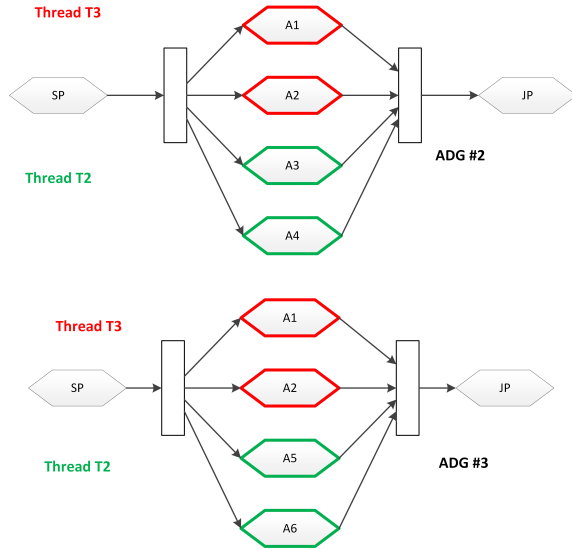 Thread T3
A1
SP
A2
JP
ADG #2
A3
Thread T2
A4
A1
Thread T3
SP
A2
JP
A5
ADG #3
Thread T2
A6